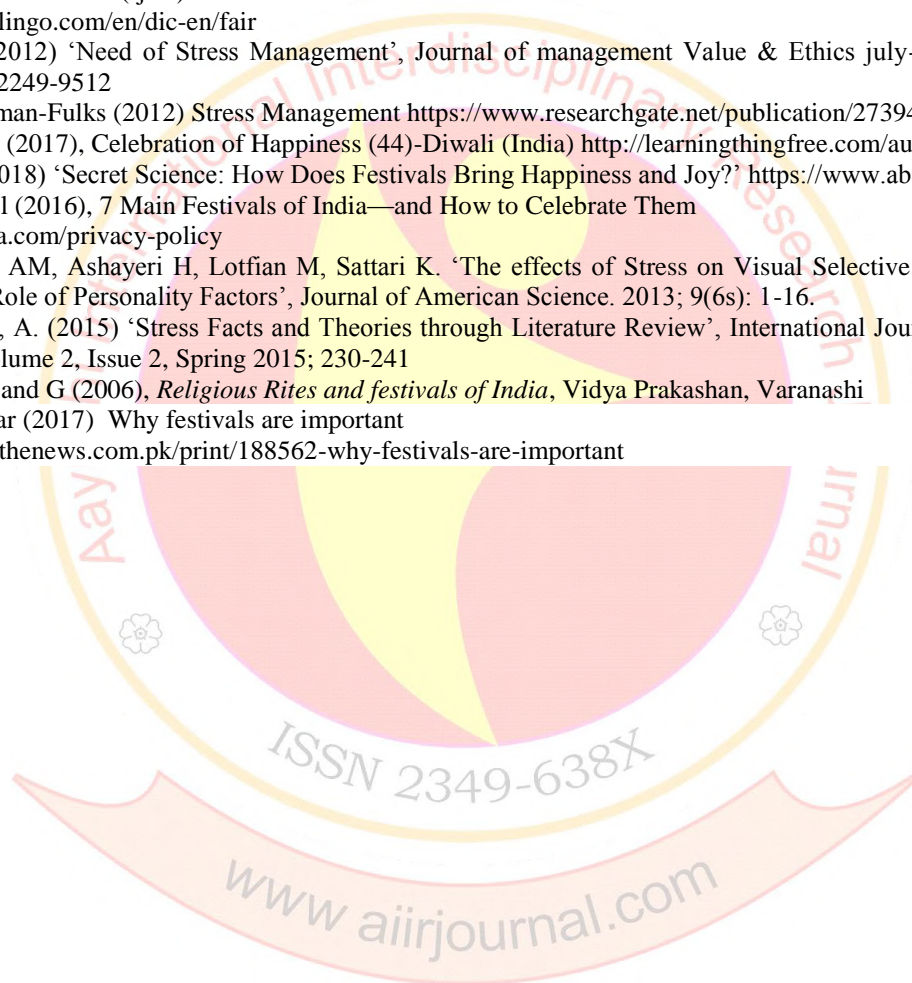 lingo.com/en/dic-en/fair
2012) ‘Need of Stress Management’, Journal of management Value & Ethics july-
2249-9512
man-Fulks (2012) Stress Management https://www.researchgate.net/publication/27394
(2017), Celebration of Happiness (44)-Diwali (India) http://learningthingfree.com/au
018) ‘Secret Science: How Does Festivals Bring Happiness and Joy?’ https://www.ab
l (2016), 7 Main Festivals of India—and How to Celebrate Them
a.com/privacy-policy
AM, Ashayeri H, Lotfian M, Sattari K. ‘The effects of Stress on Visual Selective
Role of Personality Factors’, Journal of American Science. 2013; 9(6s): 1-16.
, A. (2015) ‘Stress Facts and Theories through Literature Review’, International Jour
lume 2, Issue 2, Spring 2015; 230-241
and G (2006), Religious Rites and festivals of India, Vidya Prakashan, Varanashi
ar (2017) Why festivals are important
thenews.com.pk/print/188562-why-festivals-are-important
Aay International Interdisciplinary Research Journal
ISSN 2349-638X
www aiirjournal.com